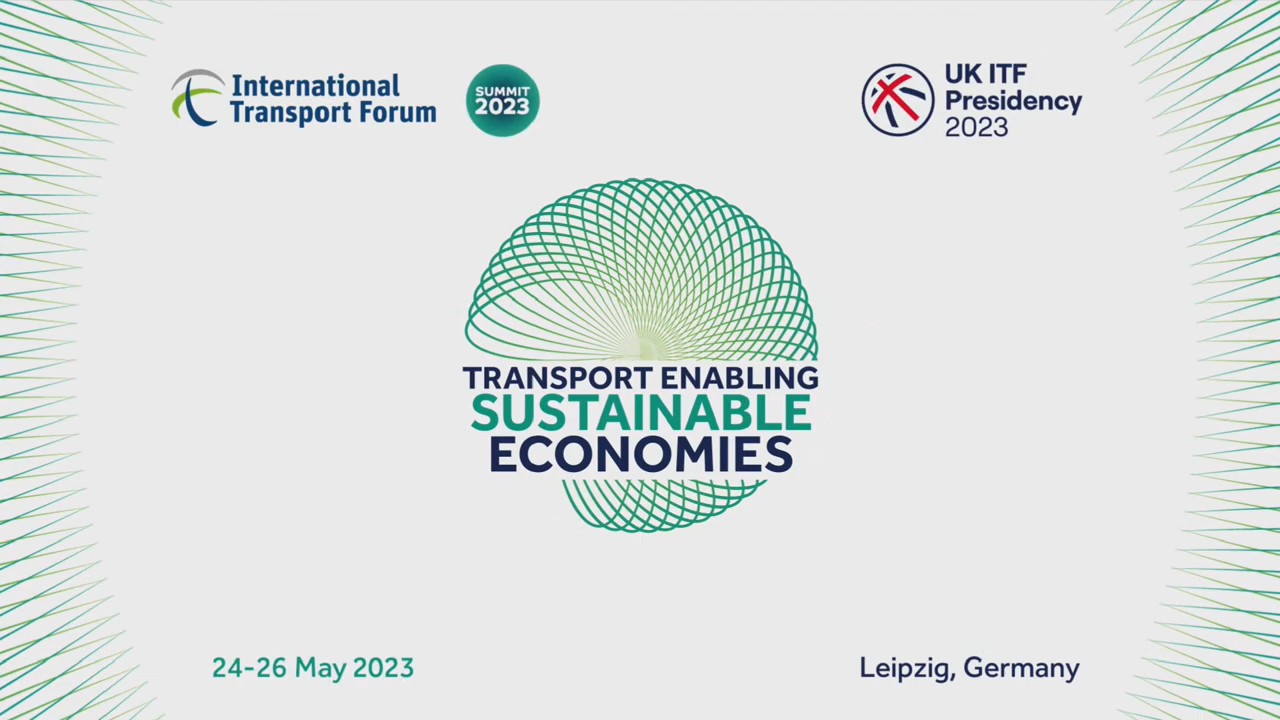 International
Transport Forum
SUMMIT
2023
UK ITF
Presidency
2023
TRANSPORT ENABLING
SUSTAINABLE
ECONOMIES
24-26 May 2023
Leipzig, Germany